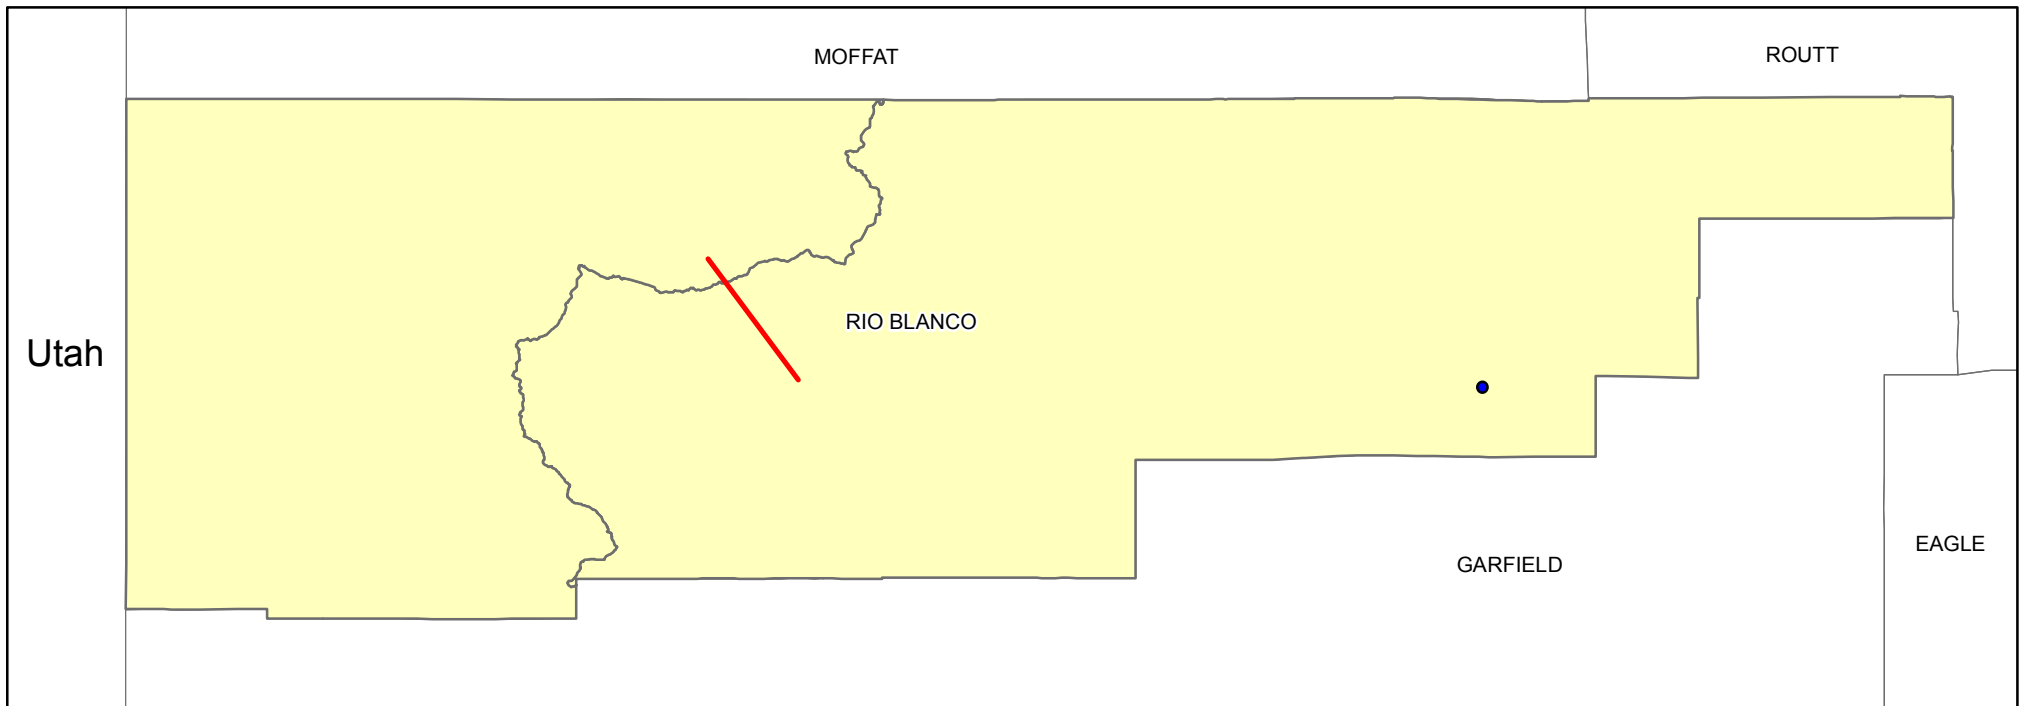 MOFFAT
ROUTT
RIO BLANCO
Utah
EAGLE
GARFIELD